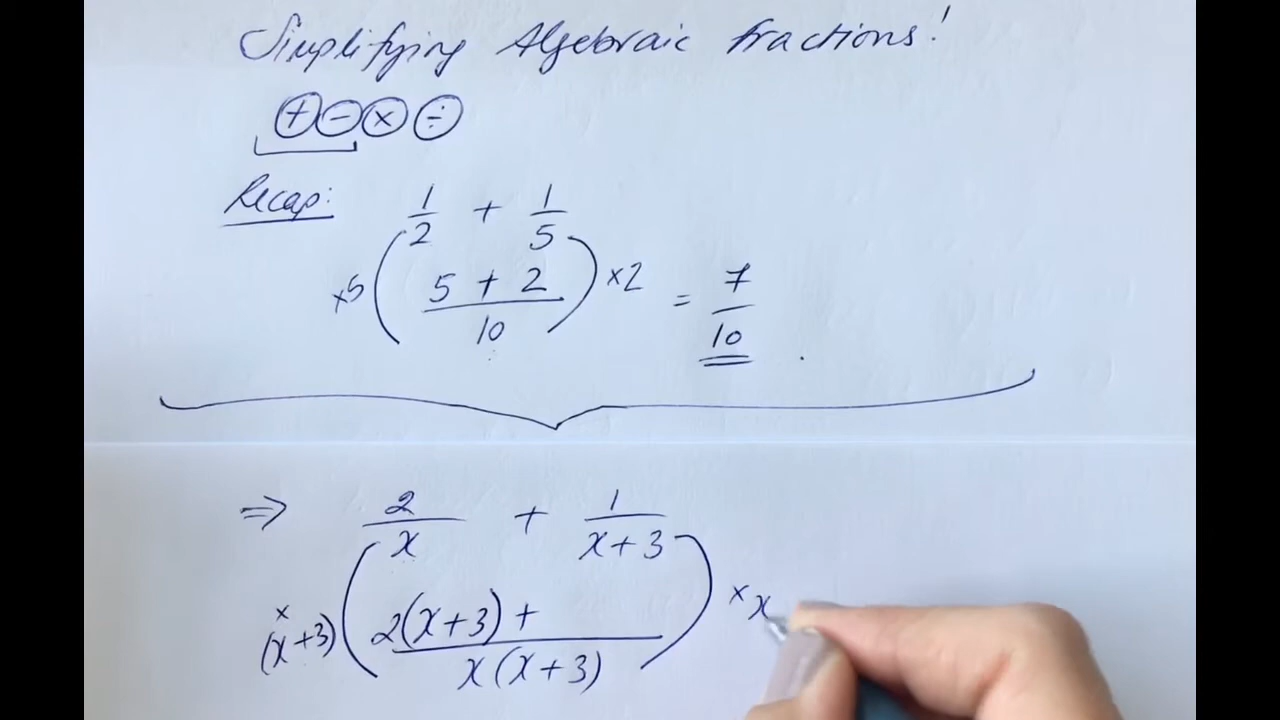 Simplifying Algebraic fractions!
+ - × ÷
Recap: 1/2 + 1/5
×5 ( (5 + 2)/10 ) ×2 = 7/10
⇒ 2/x + 1/(x+3)
×(x+3) ( 2(x+3) + / x(x+3) ) ×x